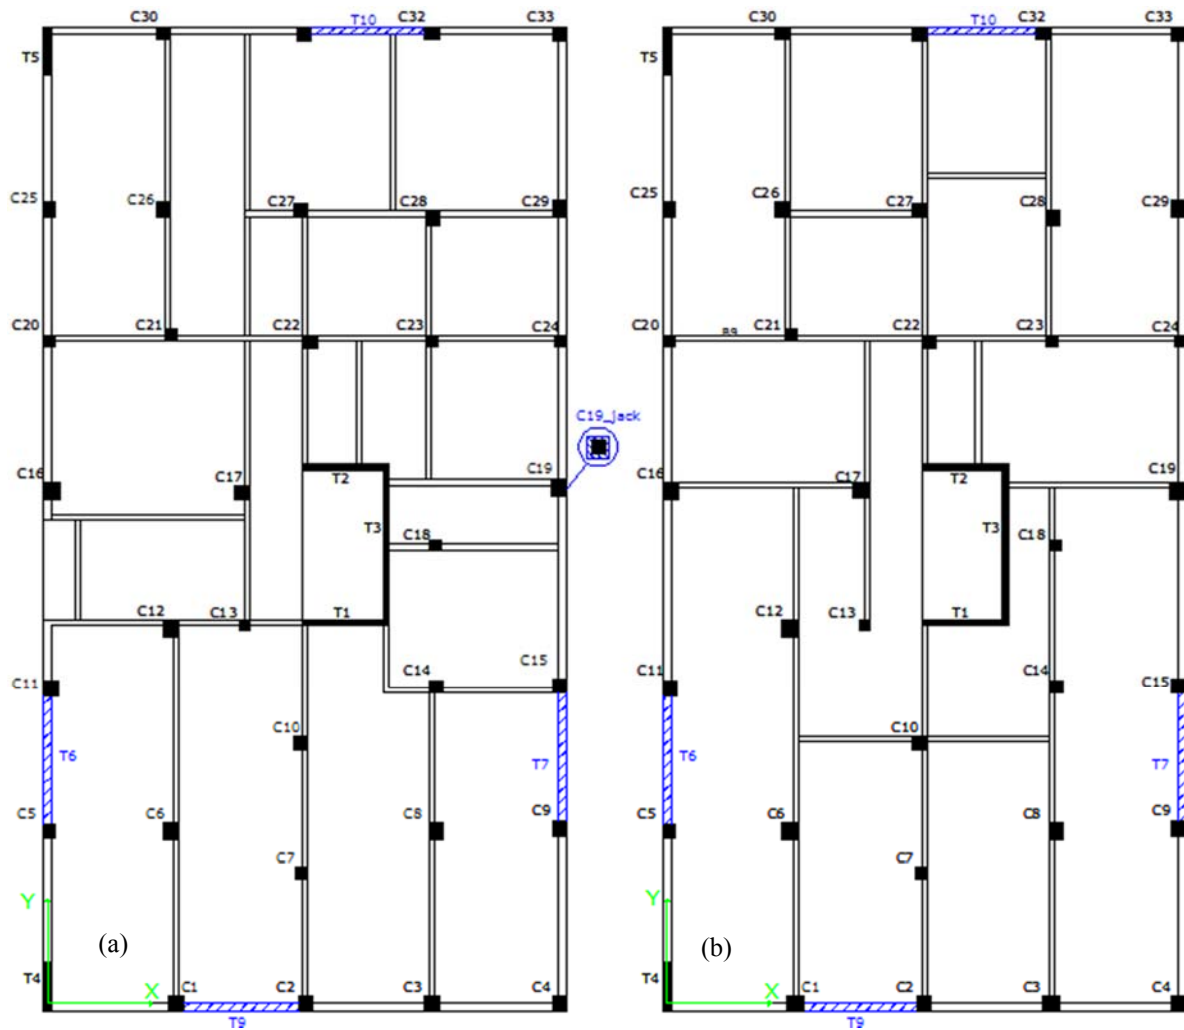 C30 T10 C32 C33
T5
C25 C26 C27 C28 C29
C20 C21 C22 C23 C24
C19_jack
C16 C17 T2 C19
T3
C18
C12 C13 T1
C11 C14 C15
C10
T6 T7
C5 C6 C8 C9
C7
Y
(a)
T4 X C1 C2 C3 C4
T9
C30 T10 C32 C33
T5
C25 C26 C27 C28 C29
C20 B9 C21 C22 C23 C24
C16 C17 T2 C19
T3
C18
C12 C13 T1
C11 C14 C15
C10
T6 T7
C5 C6 C8 C9
C7
Y
(b)
T4 X C1 C2 C3 C4
T9